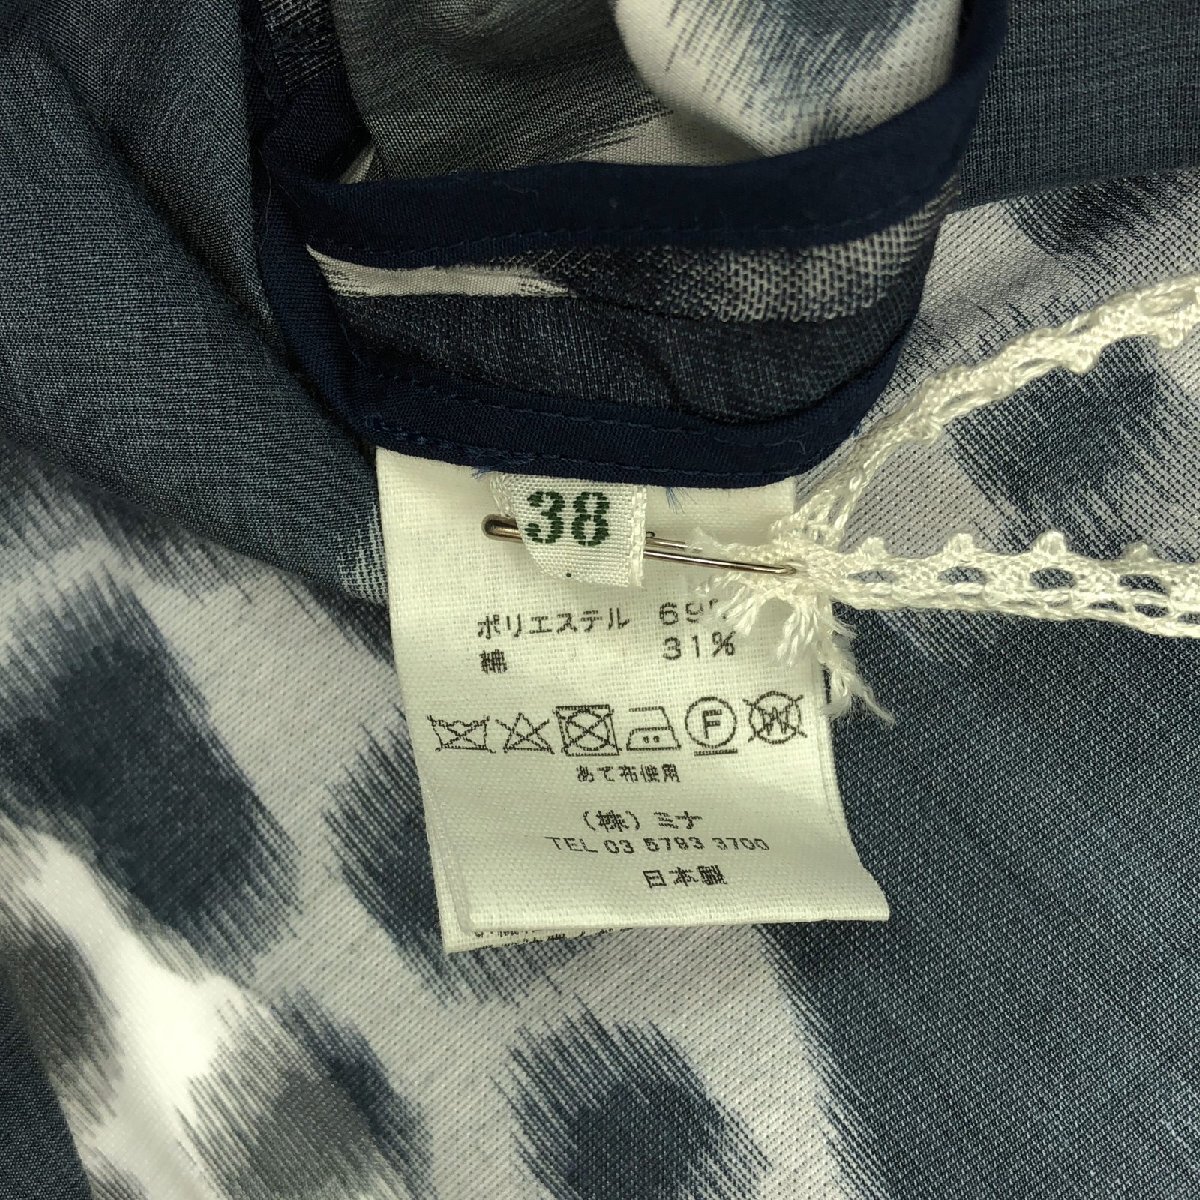 38
ポリエステル 69%
綿 31%
F W
あて布使用
（株）ミナ
TEL 03 5793 3700
日本製